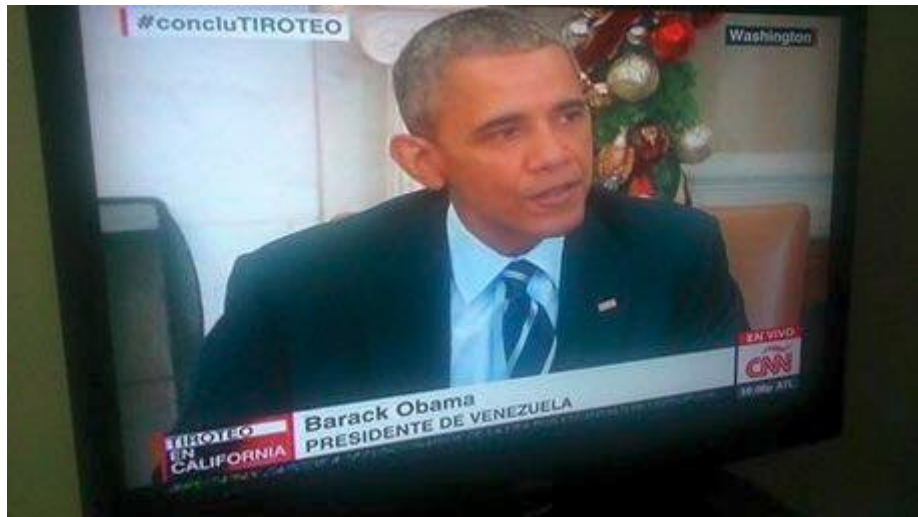 #concluTIROTEO
Washington
EN VIVO
CNN
Barack Obama
PRESIDENTE DE VENEZUELA
TIROTEO
EN
CALIFORNIA